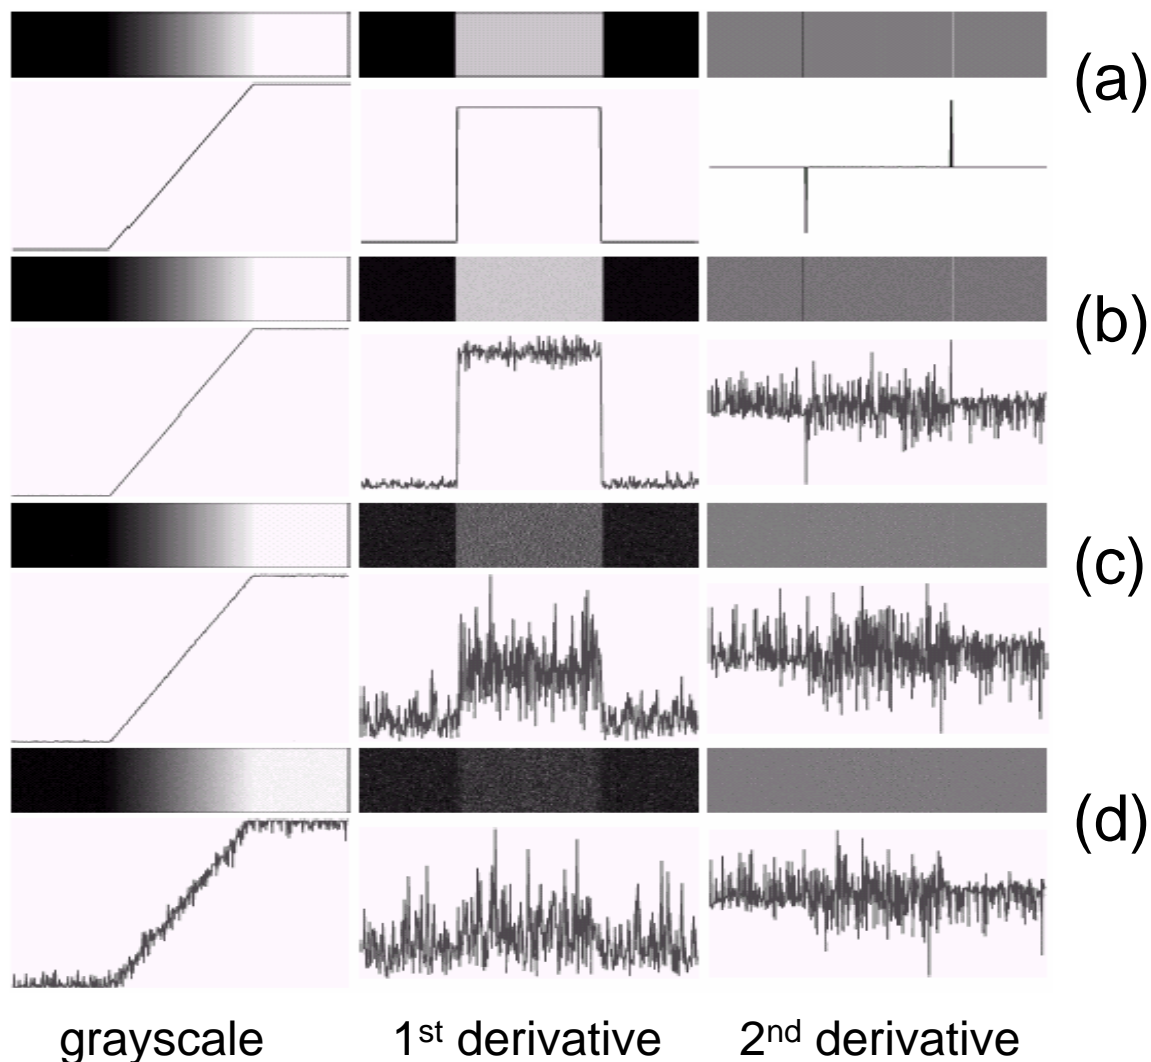 (a)
(b)
(c)
(d)
grayscale 1st derivative 2nd derivative